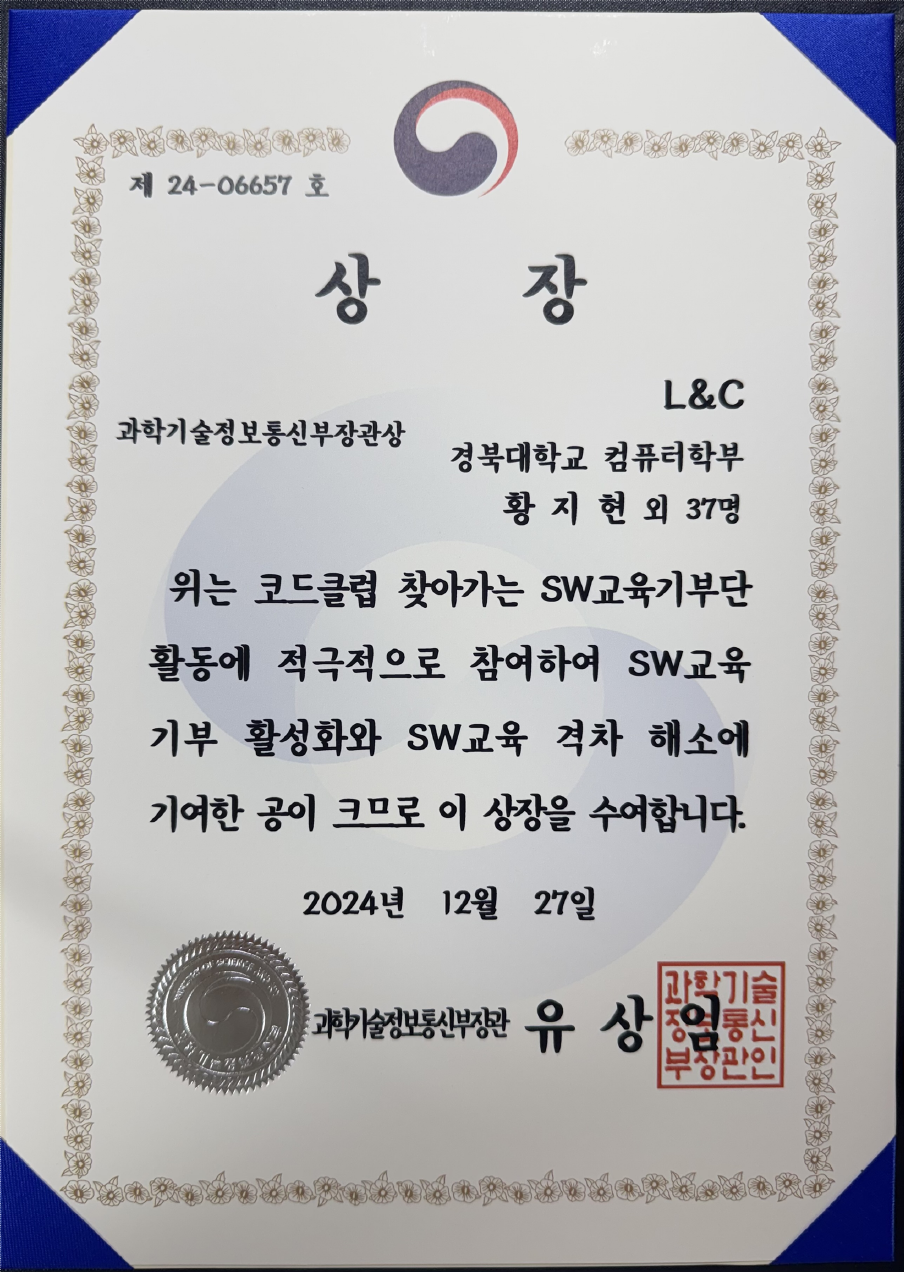 제 24-06657 호
상 장
L&C
과학기술정보통신부장관상
경북대학교 컴퓨터학부
황 지 현 외 37명
위는 코드클럽 찾아가는 SW교육기부단
활동에 적극적으로 참여하여 SW교육
기부 활성화와 SW교육 격차 해소에
기여한 공이 크므로 이 상장을 수여합니다.
2024년 12월 27일
과학기술정보통신부장관 유 상 임
과학기술
정보통신
부장관인